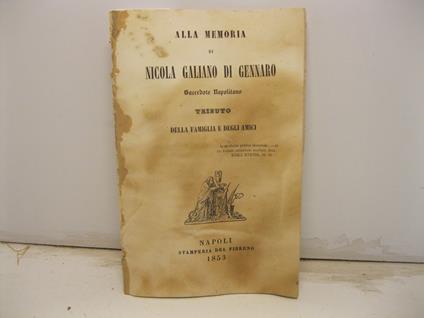 ALLA MEMORIA
DI
NICOLA GALIANO DI GENNARO
Sacerdote Napolitano
TRIBUTO
DELLA FAMIGLIA E DEGLI AMICI
NAPOLI
STAMPERIA DEL FIBRENO
1853